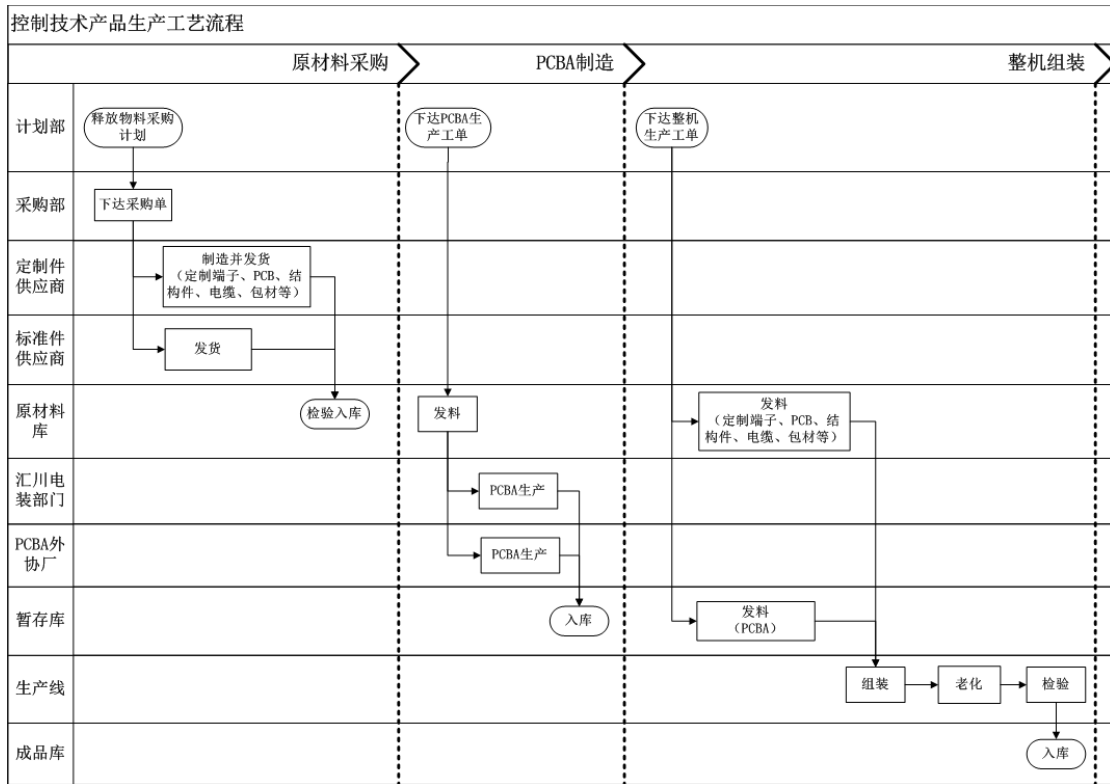 控制技术产品生产工艺流程
原材料采购
PCBA制造
整机组装
计划部
释放物料采购
计划
下达PCBA生
产工单
下达整机
生产工单
采购部
下达采购单
定制件
供应商
制造并发货
（定制端子、PCB、结
构件、电缆、包材等）
标准件
供应商
发货
原材料
库
检验入库
发料
发料
（定制端子、PCB、结
构件、电缆、包材等）
汇川电
装部门
PCBA生产
PCBA外
协厂
PCBA生产
暂存库
入库
发料
（PCBA）
生产线
组装
老化
检验
成品库
入库